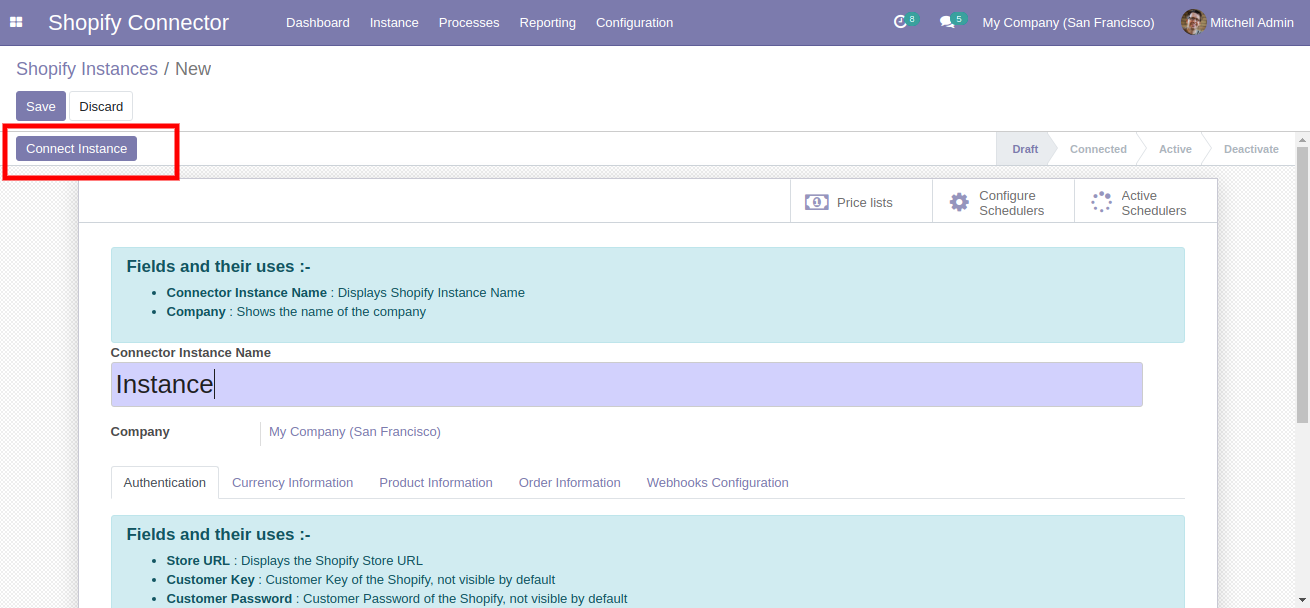 Shopify Connector Dashboard Instance Processes Reporting Configuration 8 5 My Company (San Francisco) Mitchell Admin
Shopify Instances / New
Save Discard
Connect Instance Draft Connected Active Deactivate
Price lists Configure Schedulers Active Schedulers
Fields and their uses :-
• Connector Instance Name : Displays Shopify Instance Name
• Company : Shows the name of the company
Connector Instance Name
Instance
Company My Company (San Francisco)
Authentication Currency Information Product Information Order Information Webhooks Configuration
Fields and their uses :-
• Store URL : Displays the Shopify Store URL
• Customer Key : Customer Key of the Shopify, not visible by default
• Customer Password : Customer Password of the Shopify, not visible by default